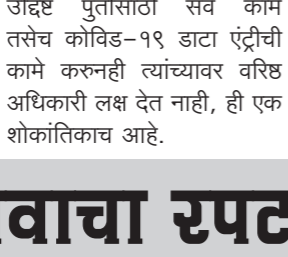 उद्दिष्ट पुर्तीसाठी सर्व काम
तसेच कोविड-१९ डाटा एंट्रीची
कामे करुनही त्यांच्यावर वरिष्ठ
अधिकारी लक्ष देत नाही, ही एक
शोकांतिकाच आहे.
वाचा रपट